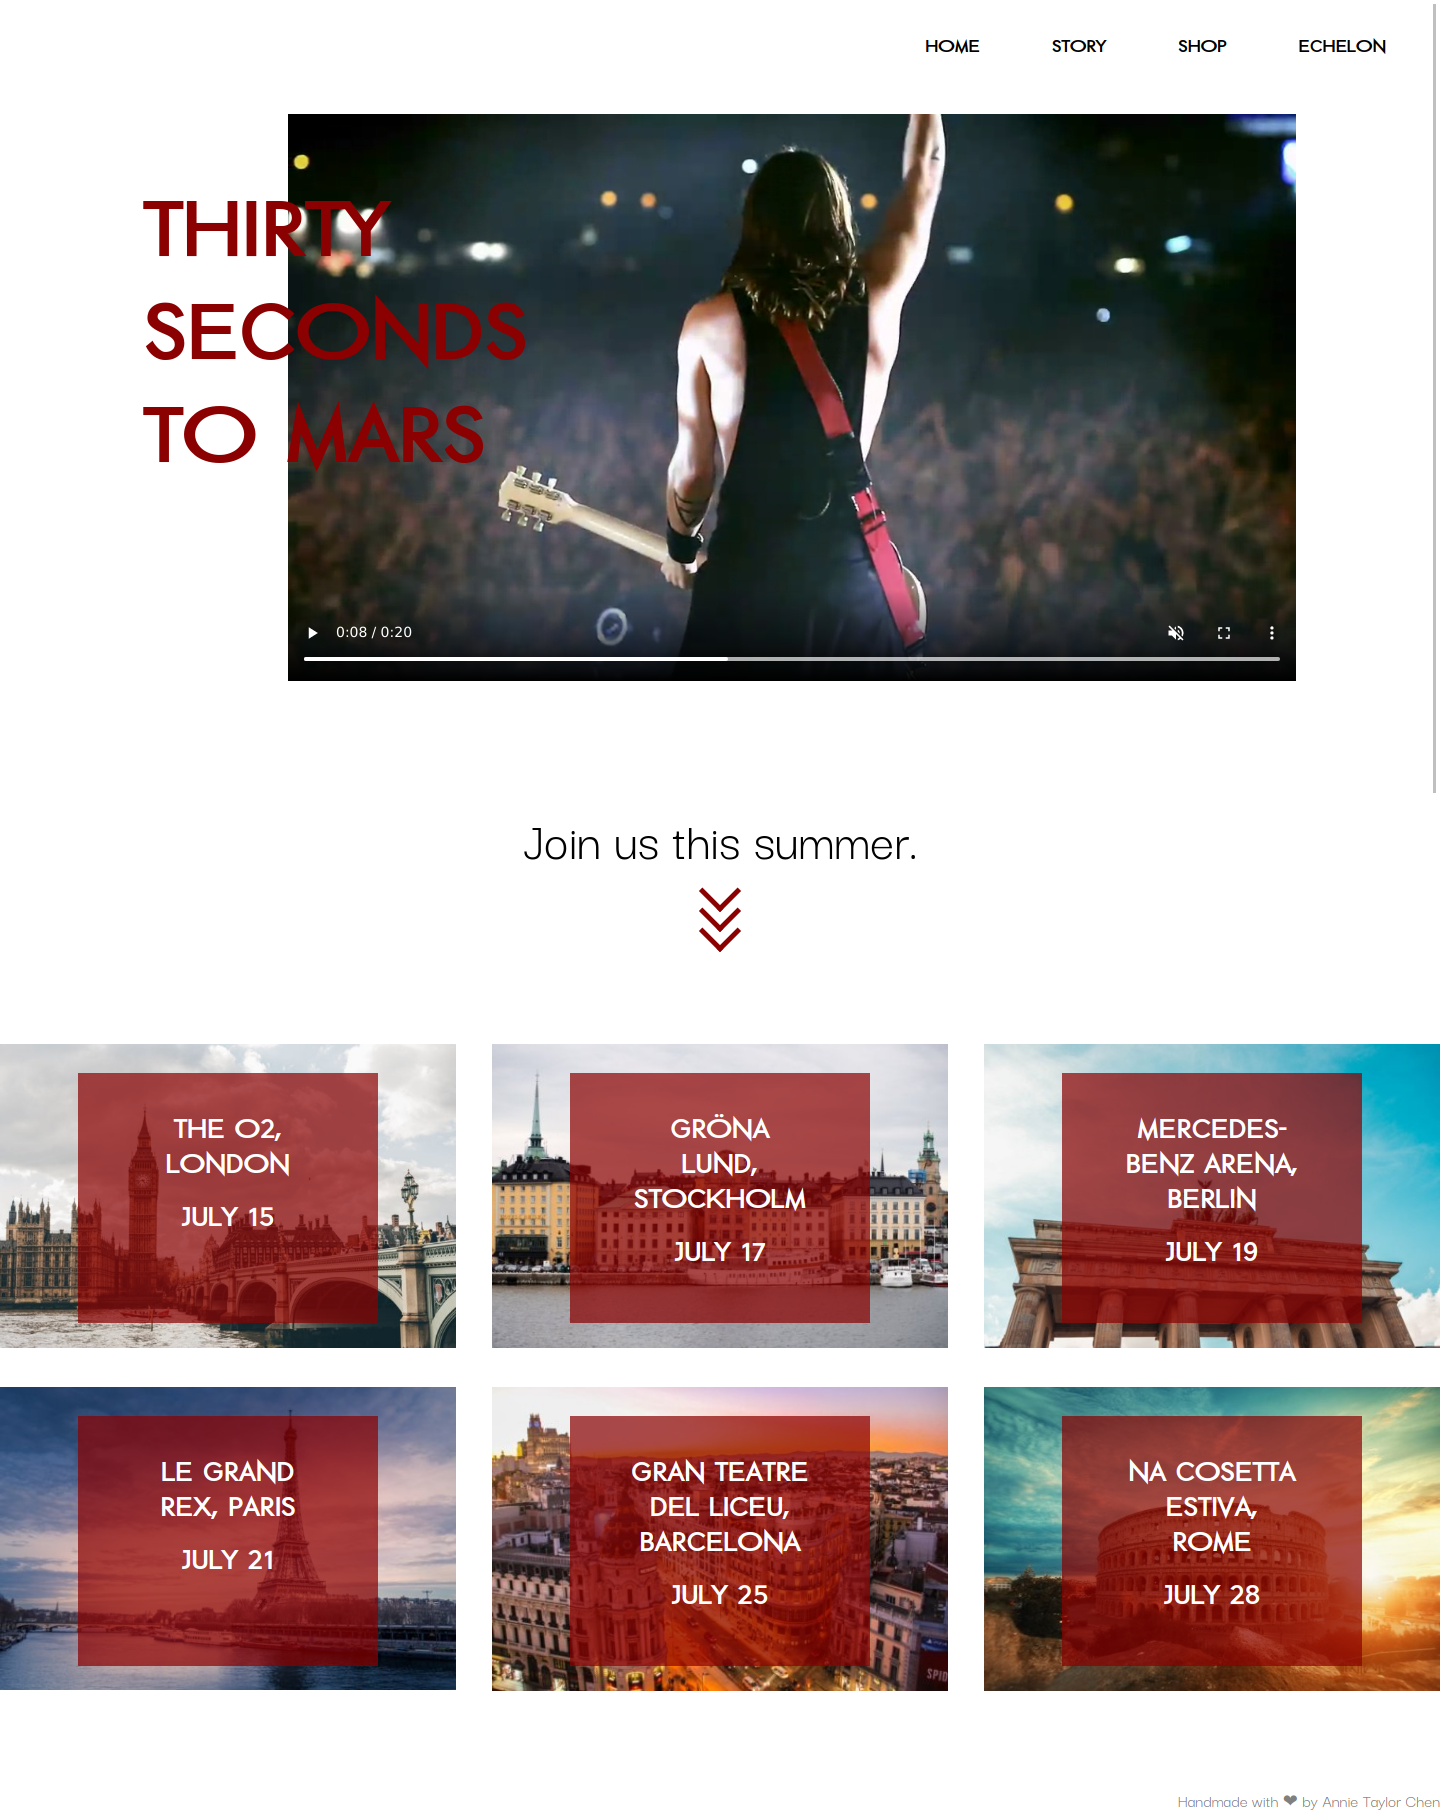 HOME STORY SHOP ECHELON
THIRTY
SECONDS
TO MARS
0:08 / 0:20
Join us this summer.
THE O2,
LONDON
JULY 15
GRÖNA
LUND,
STOCKHOLM
JULY 17
MERCEDES-
BENZ ARENA,
BERLIN
JULY 19
LE GRAND
REX, PARIS
JULY 21
GRAN TEATRE
DEL LICEU,
BARCELONA
JULY 25
NA COSETTA
ESTIVA,
ROME
JULY 28
Handmade with ❤ by Annie Taylor Chen